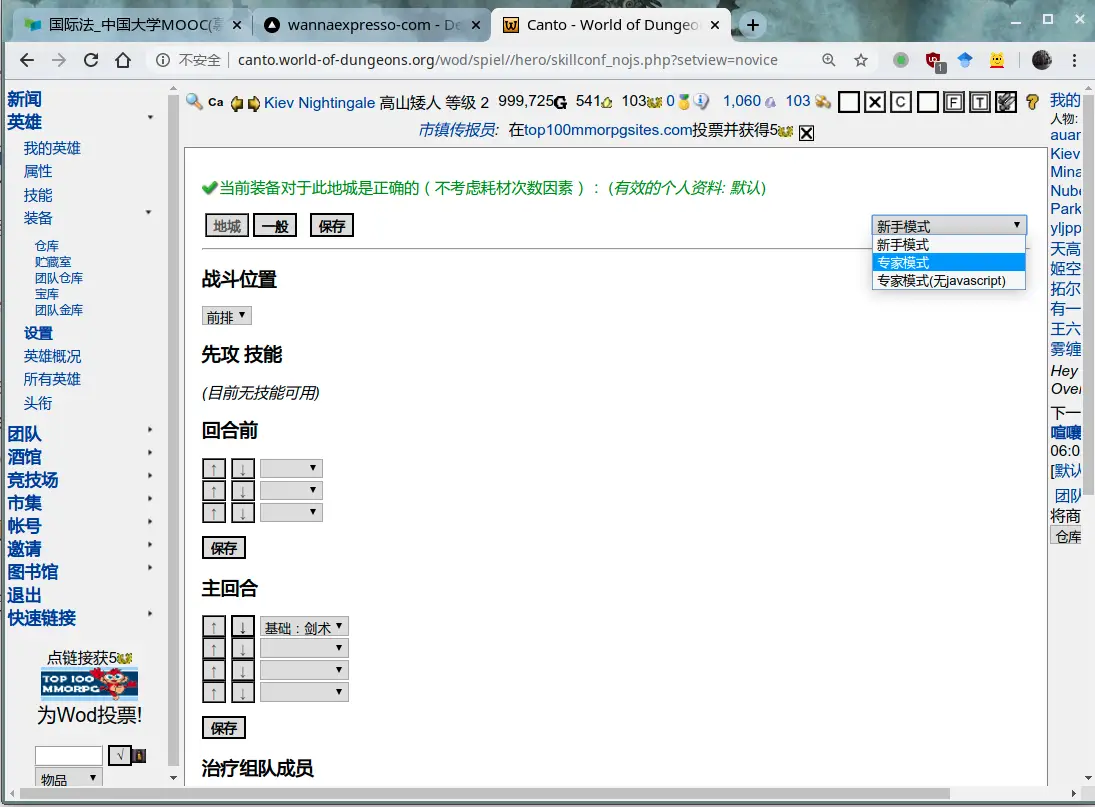 国际法_中国大学MOOC(慕
wannaexpresso-com - De
Canto - World of Dungeo
不安全
canto.world-of-dungeons.org/wod/spiel//hero/skillconf_nojs.php?setview=novice
1
新闻
英雄
我的英雄
属性
技能
装备
仓库
贮藏室
团队仓库
宝库
团队金库
设置
英雄概况
所有英雄
头衔
团队
酒馆
竞技场
市集
帐号
邀请
图书馆
退出
快速链接
点链接获5
TOP 100
MMORPG
为Wod投票!
√
物品
Ca
Kiev Nightingale 高山矮人 等级 2 999,725G 541 103 0 1,060 103
X C F T
市镇传报员: 在top100mmorpgsites.com投票并获得5
当前装备对于此地城是正确的（不考虑耗材次数因素）：(有效的个人资料: 默认)
地城 一般 保存
新手模式
新手模式
专家模式
专家模式(无javascript)
战斗位置
前排
先攻 技能
(目前无技能可用)
回合前
↑ ↓
↑ ↓
↑ ↓
保存
主回合
↑ ↓ 基础：剑术
↑ ↓
↑ ↓
↑ ↓
保存
治疗组队成员
我的
人物:
auar
Kiev
Mina
Nube
Park
yljpp
天高
姬空
拓尔
有一
王六
雾缠
Hey
Over
下一
喧嚷
06:0
[默认
团队
将商
仓库